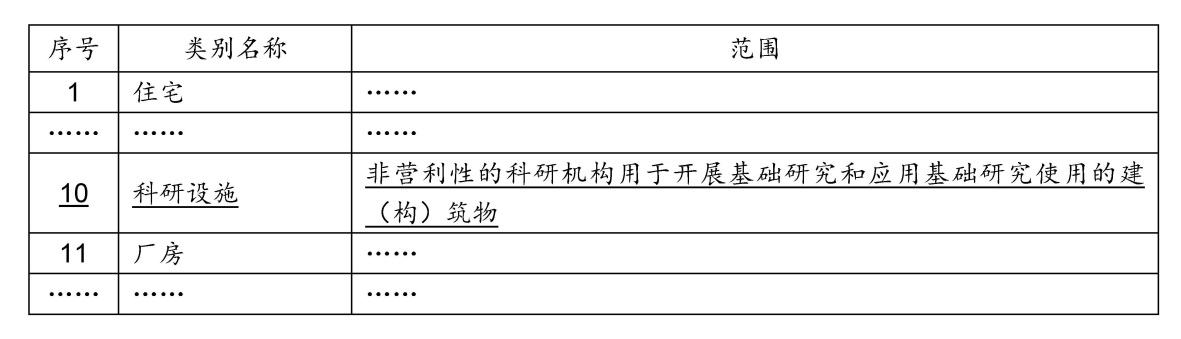 序号 类别名称 范围
1 住宅 ……
…… …… ……
10 科研设施 非营利性的科研机构用于开展基础研究和应用基础研究使用的建
（构）筑物
11 厂房 ……
…… …… ……